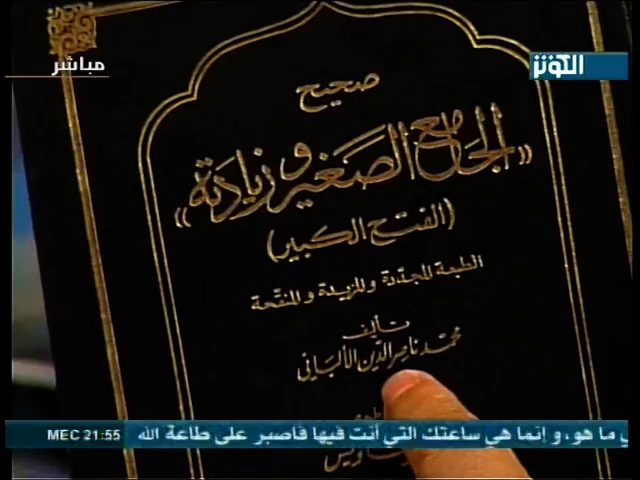 مباشر
الكوثر
صحيح
«الجامع الصغير وزيادته»
(الفتح الكبير)
الطبعة المجددة والمزيدة والمنقحة
تأليف
محمد ناصر الدين الألباني
MEC 21:55
ما هو، و إنما هي ساعتك التي أنت فيها فاصبر على طاعة الله